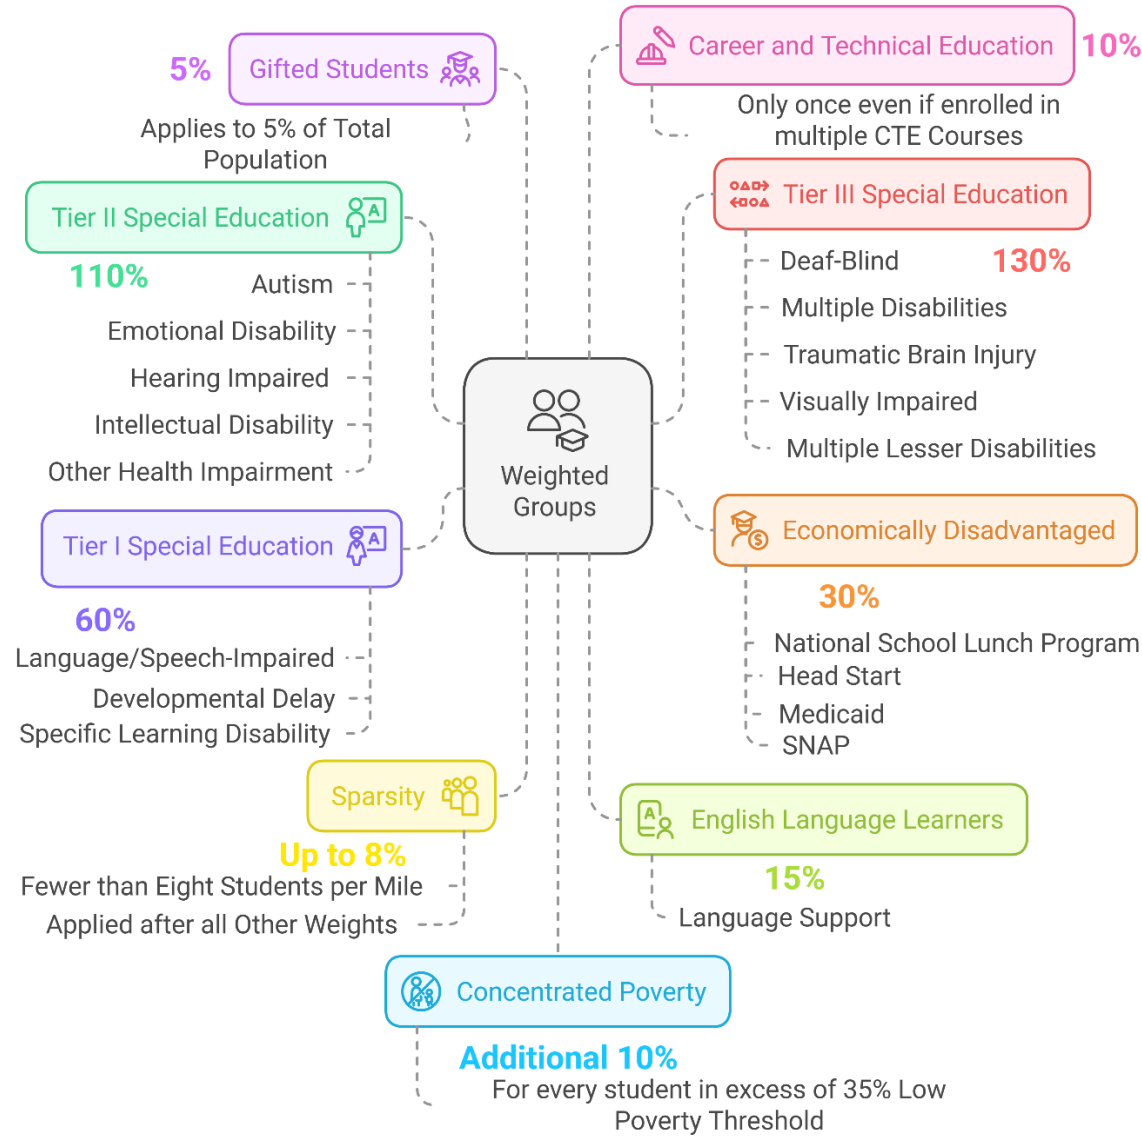 5%
Gifted Students
Applies to 5% of Total
Population
Career and Technical Education
10%
Only once even if enrolled in
multiple CTE Courses
Tier II Special Education
110%
Autism
Emotional Disability
Hearing Impaired
Intellectual Disability
Other Health Impairment
Tier III Special Education
130%
Deaf-Blind
Multiple Disabilities
Traumatic Brain Injury
Visually Impaired
Multiple Lesser Disabilities
Weighted
Groups
Tier I Special Education
60%
Language/Speech-Impaired
Developmental Delay
Specific Learning Disability
Economically Disadvantaged
30%
National School Lunch Program
Head Start
Medicaid
SNAP
Sparsity
Up to 8%
Fewer than Eight Students per Mile
Applied after all Other Weights
English Language Learners
15%
Language Support
Concentrated Poverty
Additional 10%
For every student in excess of 35% Low
Poverty Threshold